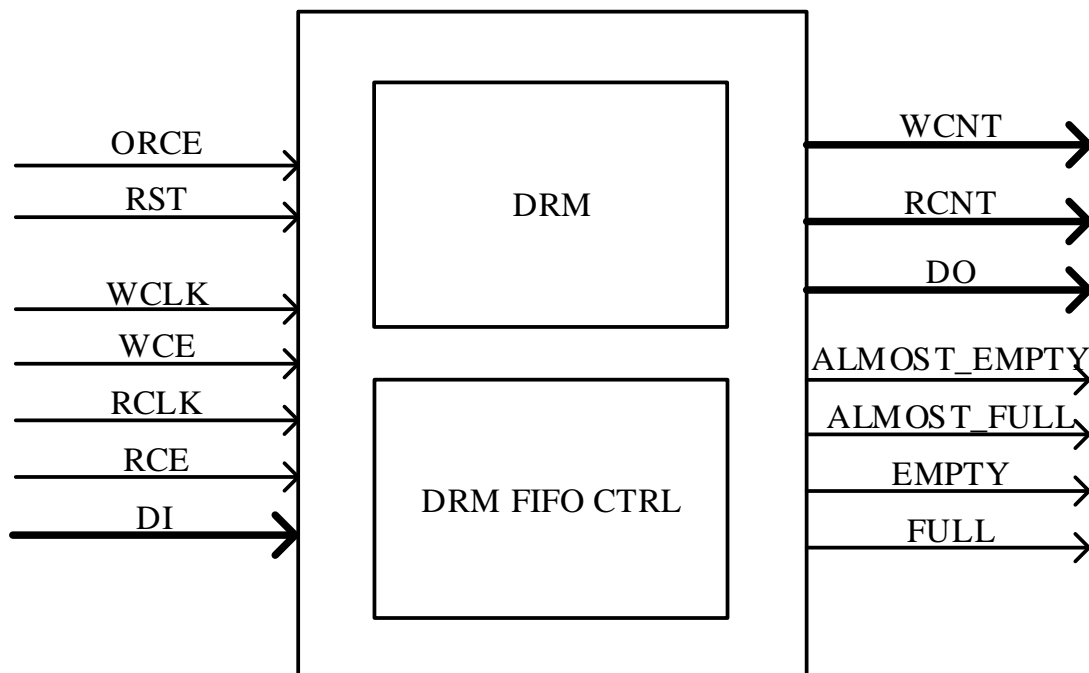 ORCE
RST
WCLK
WCE
RCLK
RCE
DI
DRM
DRM FIFO CTRL
WCNT
RCNT
DO
ALMOST_EMPTY
ALMOST_FULL
EMPTY
FULL